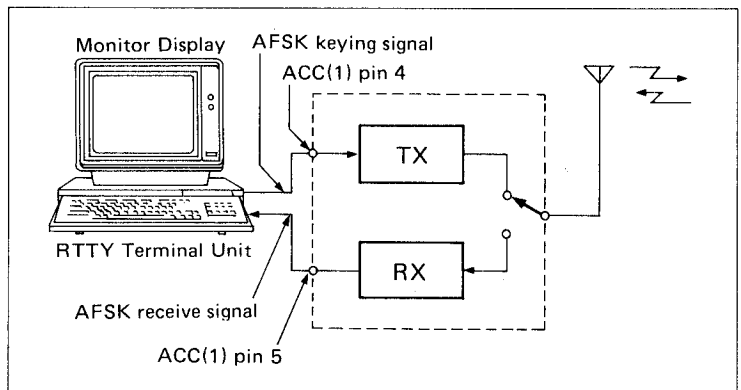 Monitor Display
AFSK keying signal
ACC(1) pin 4
TX
RX
RTTY Terminal Unit
AFSK receive signal
ACC(1) pin 5